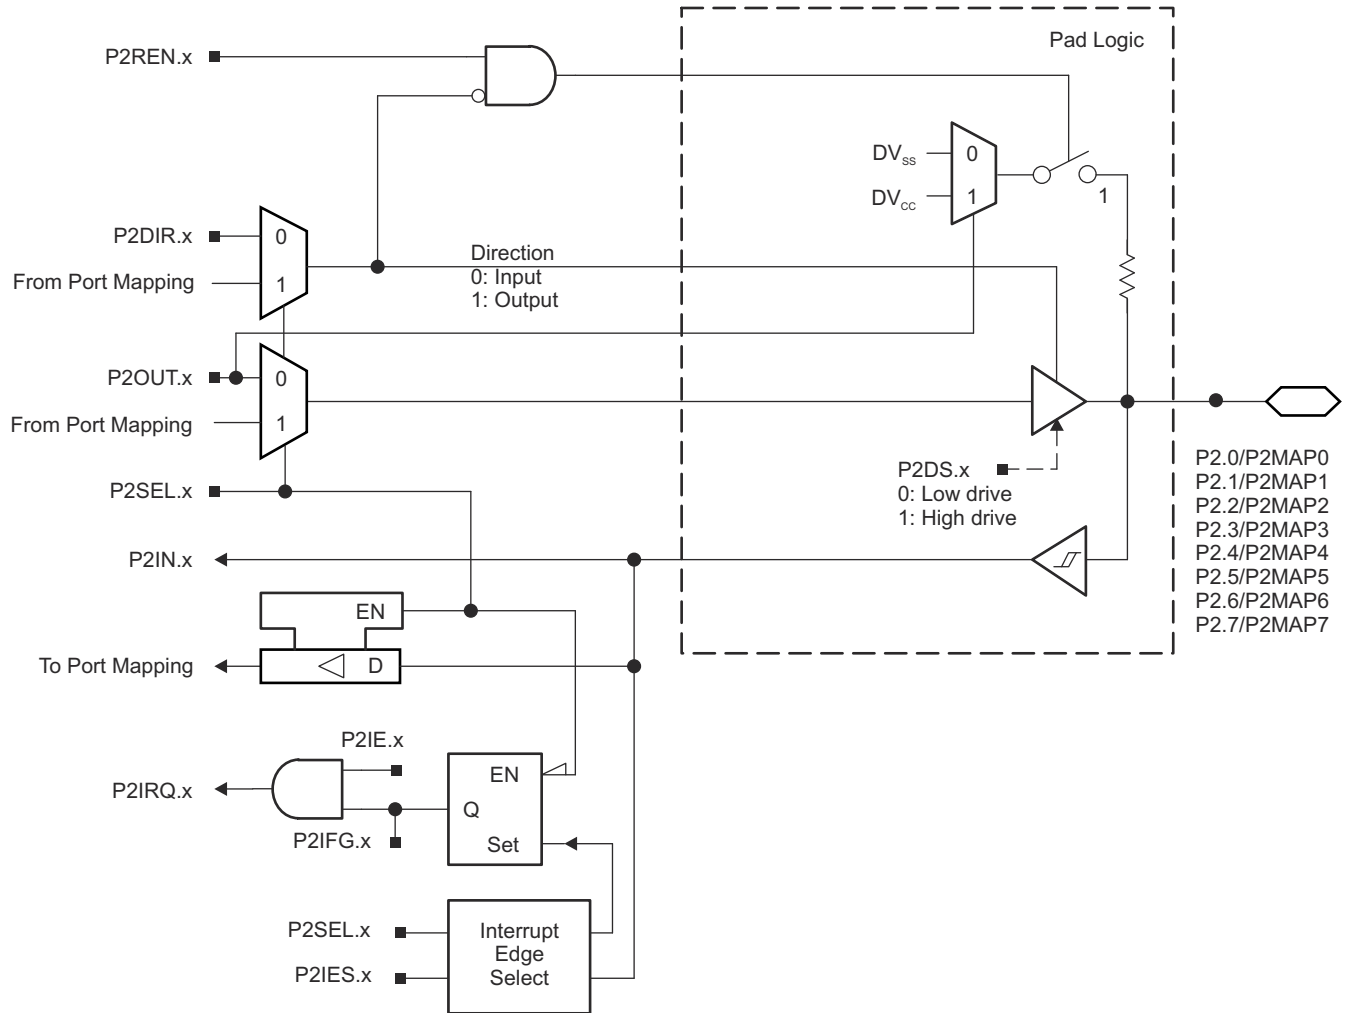 Pad Logic
P2REN.x
DVSS
0
DVCC
1
1
P2DIR.x
0
From Port Mapping
1
Direction
0: Input
1: Output
P2OUT.x
0
From Port Mapping
1
P2SEL.x
P2DS.x
0: Low drive
1: High drive
P2.0/P2MAP0
P2.1/P2MAP1
P2.2/P2MAP2
P2.3/P2MAP3
P2.4/P2MAP4
P2.5/P2MAP5
P2.6/P2MAP6
P2.7/P2MAP7
P2IN.x
EN
To Port Mapping
D
P2IE.x
P2IRQ.x
P2IFG.x
EN
Q
Set
P2SEL.x
P2IES.x
Interrupt
Edge
Select